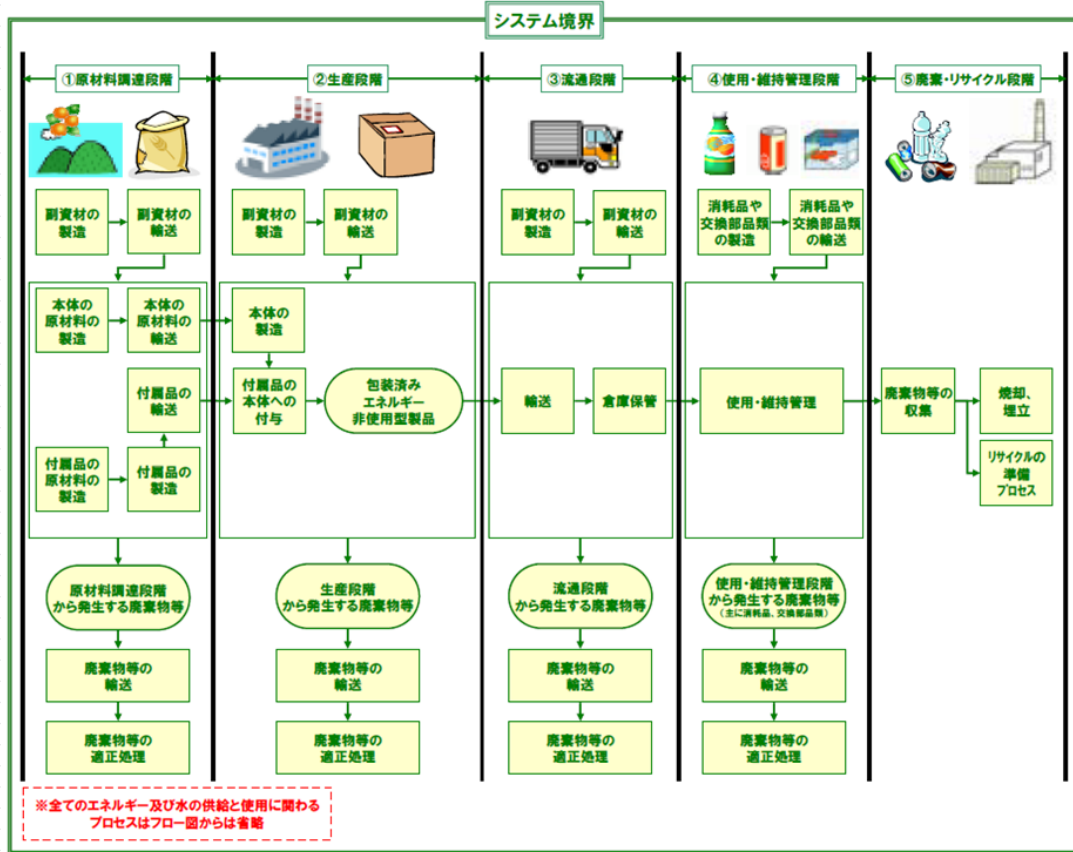 システム境界
①原材料調達段階
②生産段階
③流通段階
④使用・維持管理段階
⑤廃棄・リサイクル段階
副資材の
製造
副資材の
輸送
副資材の
製造
副資材の
輸送
副資材の
製造
副資材の
輸送
消耗品や
交換部品類
の製造
消耗品や
交換部品類
の輸送
本体の
原材料の
製造
本体の
原材料の
輸送
本体の
製造
付属品の
輸送
付属品の
本体への
付与
包装済み
エネルギー
非使用型製品
輸送
倉庫保管
使用・維持管理
廃棄物等の
収集
焼却、
埋立
付属品の
原材料の
製造
付属品の
製造
リサイクルの
準備
プロセス
原材料調達段階
から発生する廃棄物等
生産段階
から発生する廃棄物等
流通段階
から発生する廃棄物等
使用・維持管理段階
から発生する廃棄物等
(主に消耗品、交換部品類)
廃棄物等の
輸送
廃棄物等の
輸送
廃棄物等の
輸送
廃棄物等の
輸送
廃棄物等の
適正処理
廃棄物等の
適正処理
廃棄物等の
適正処理
廃棄物等の
適正処理
※全てのエネルギー及び水の供給と使用に関わる
プロセスはフロー図からは省略